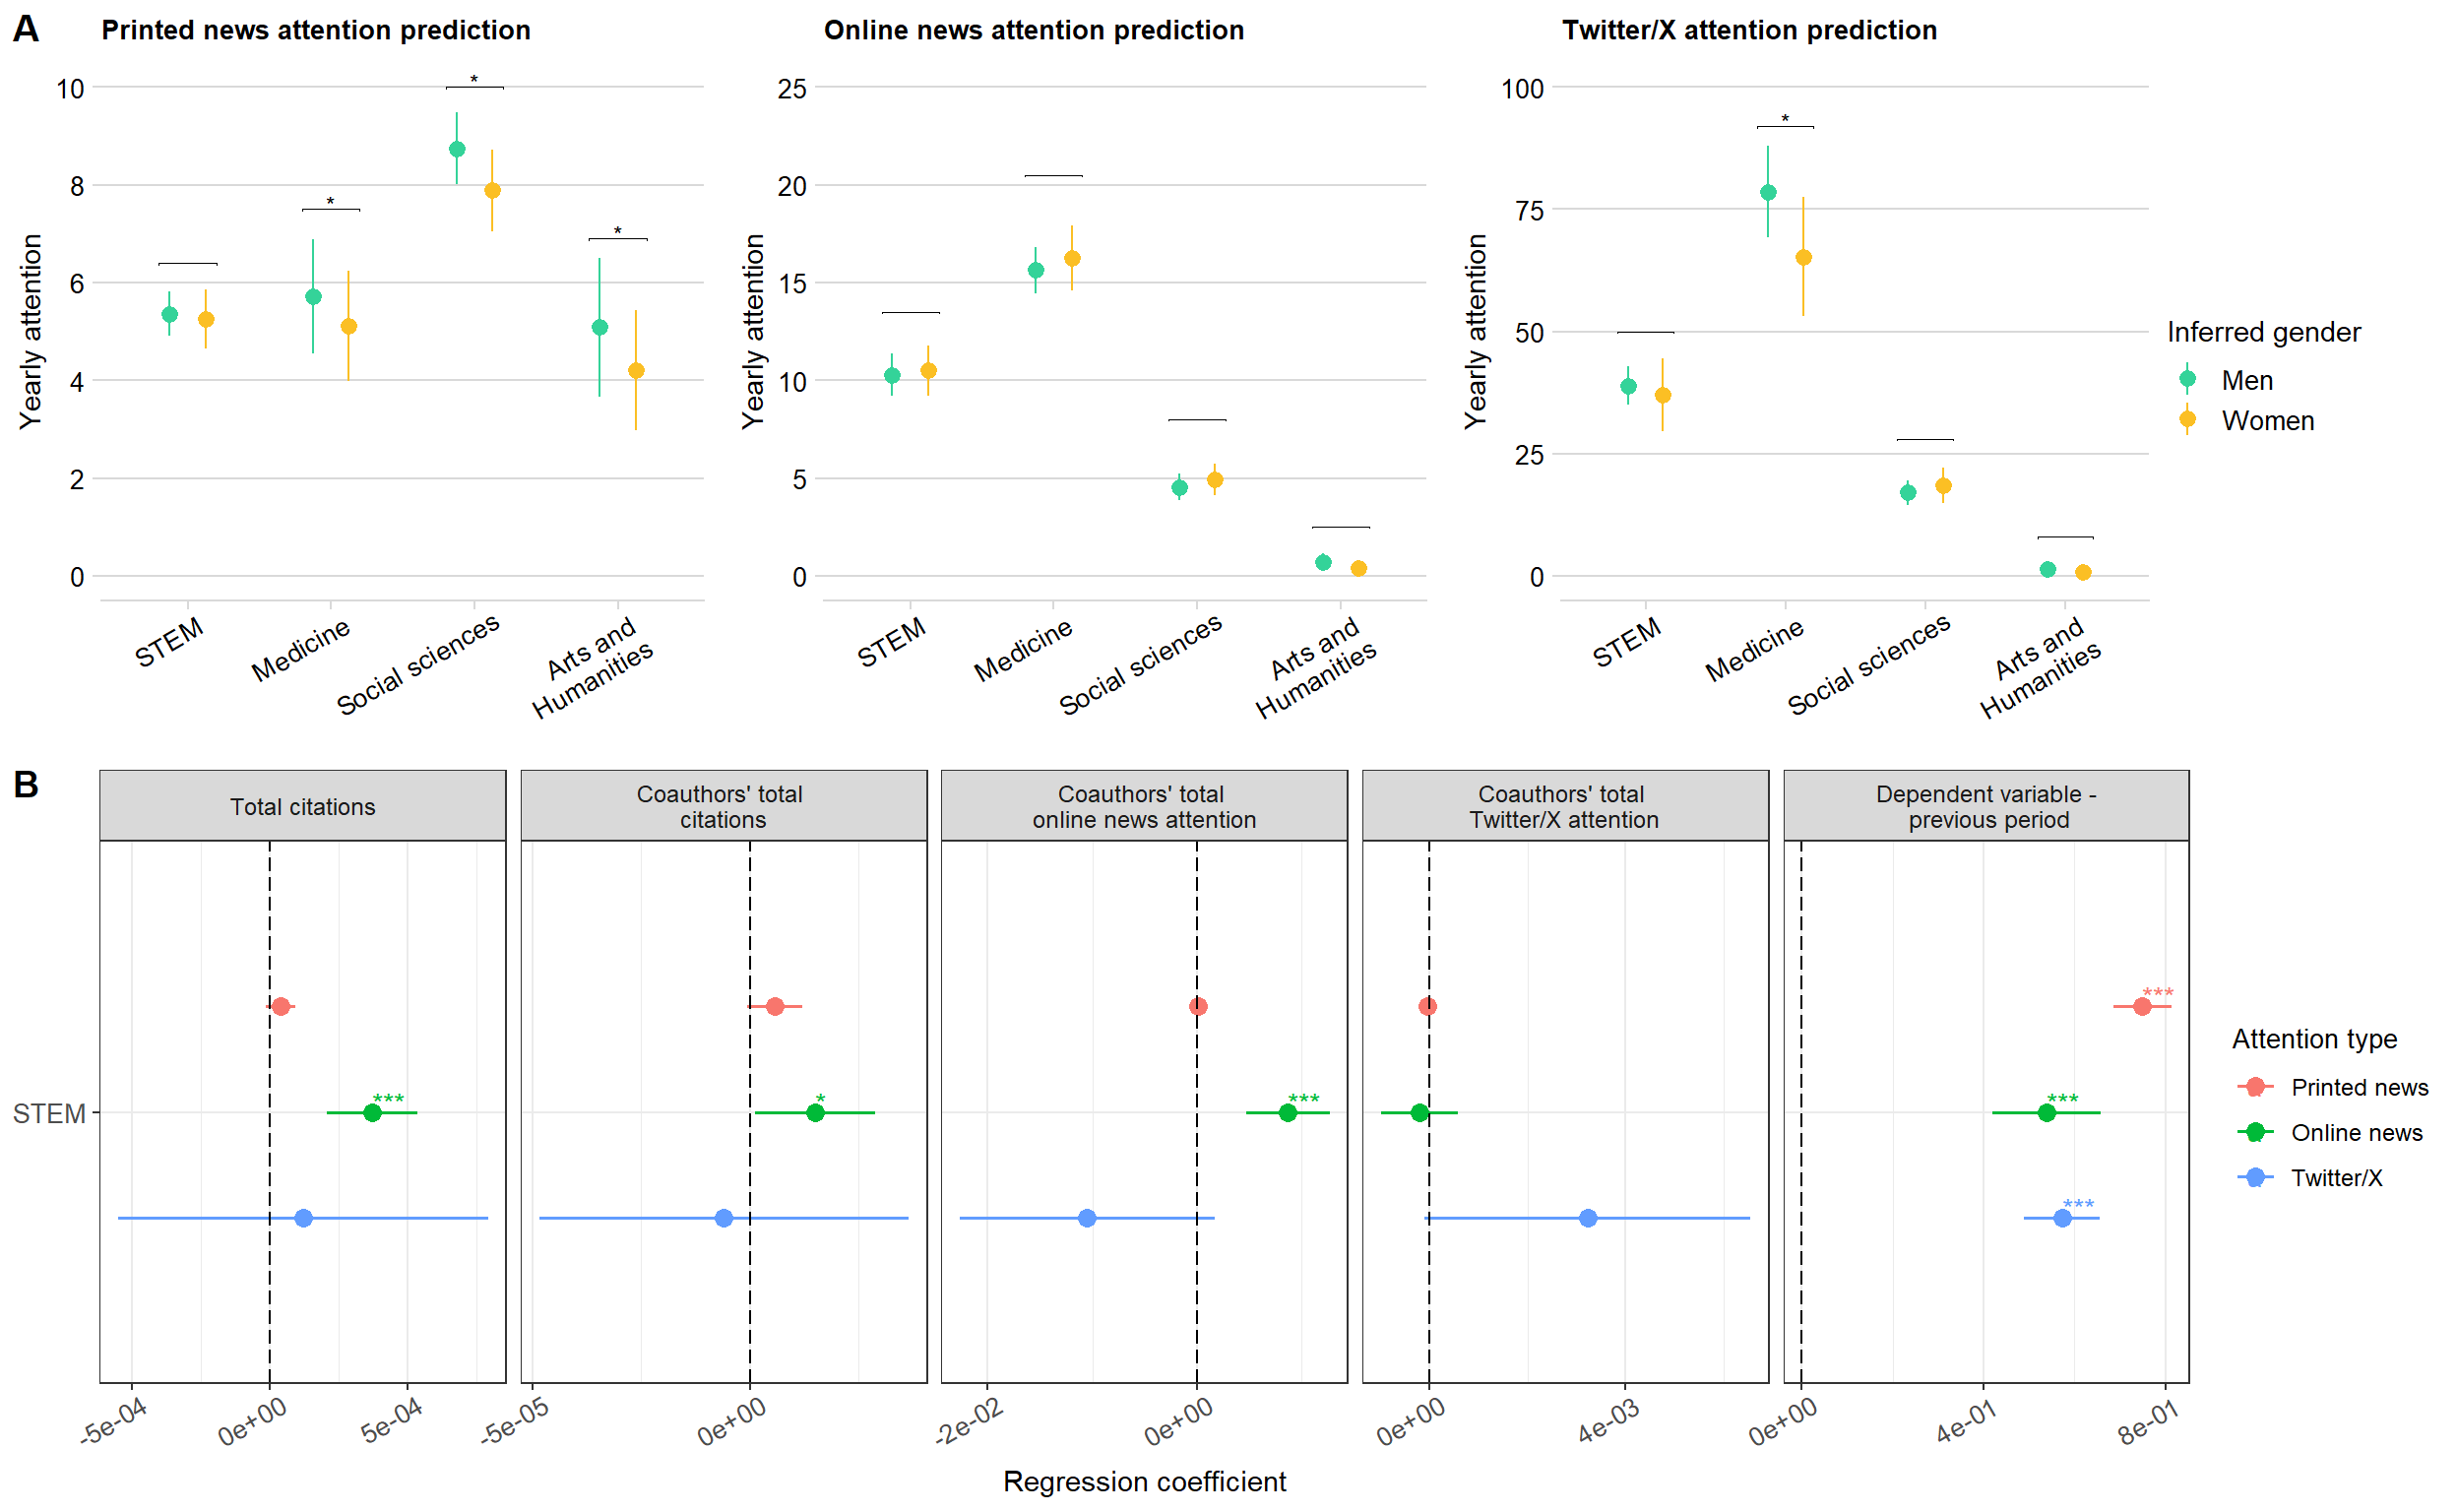 A
Printed news attention prediction
Online news attention prediction
Twitter/X attention prediction
Yearly attention
10
8
6
4
2
0
*
*
*
*
STEM
Medicine
Social sciences
Arts and
Humanities
Yearly attention
25
20
15
10
5
0
STEM
Medicine
Social sciences
Arts and
Humanities
Yearly attention
100
75
50
25
0
*
STEM
Medicine
Social sciences
Arts and
Humanities
Inferred gender
Men
Women
B
Total citations
Coauthors' total
citations
Coauthors' total
online news attention
Coauthors' total
Twitter/X attention
Dependent variable -
previous period
STEM
***
*
***
***
***
***
-5e-04
0e+00
5e-04
-5e-05
0e+00
-2e-02
0e+00
0e+00
4e-03
0e+00
4e-01
8e-01
Regression coefficient
Attention type
Printed news
Online news
Twitter/X